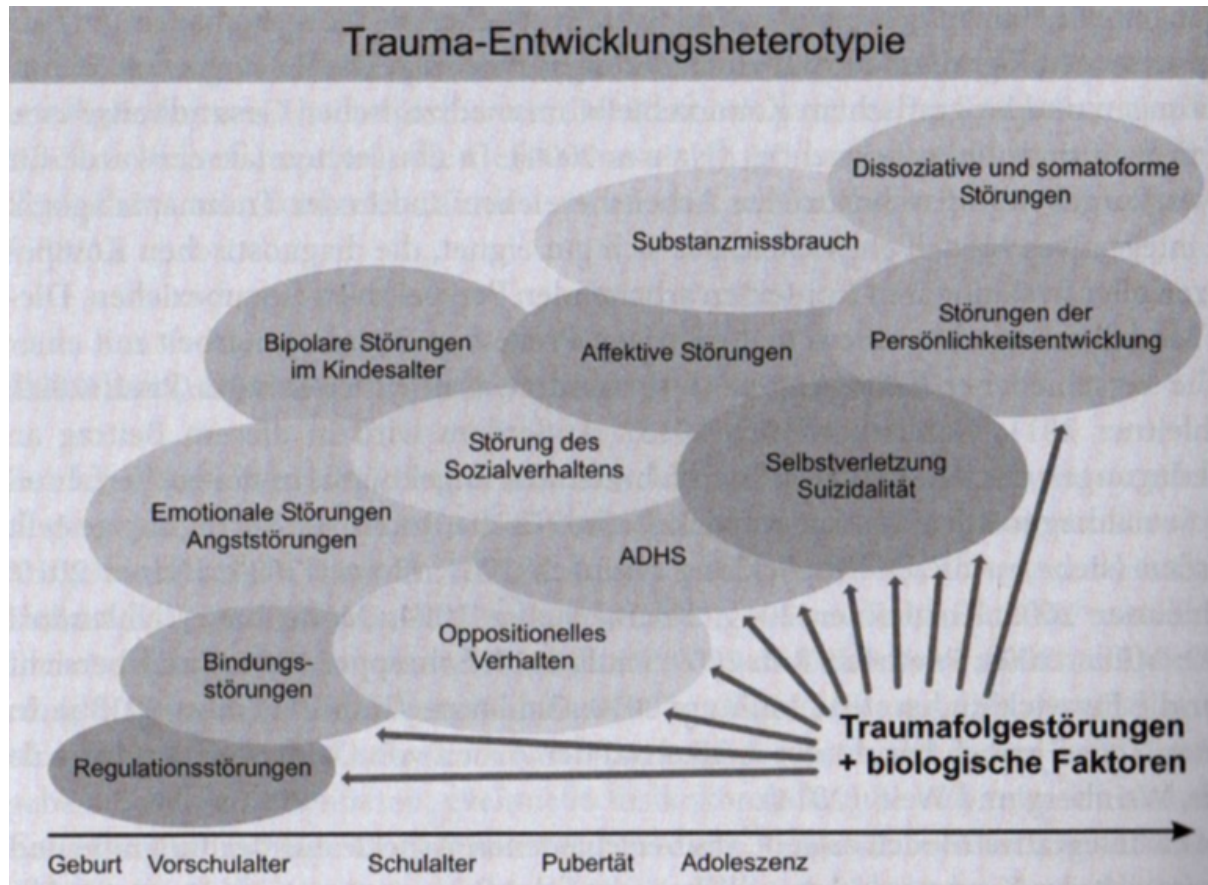 Trauma-Entwicklungsheterotypie
Dissoziative und somatoforme
Störungen
Substanzmissbrauch
Störungen der
Persönlichkeitsentwicklung
Bipolare Störungen
im Kindesalter
Affektive Störungen
Störung des
Sozialverhaltens
Selbstverletzung
Suizidalität
Emotionale Störungen
Angststörungen
ADHS
Oppositionelles
Verhalten
Bindungs-
störungen
Traumafolgestörungen
+ biologische Faktoren
Regulationsstörungen
Geburt Vorschulalter Schulalter Pubertät Adoleszenz